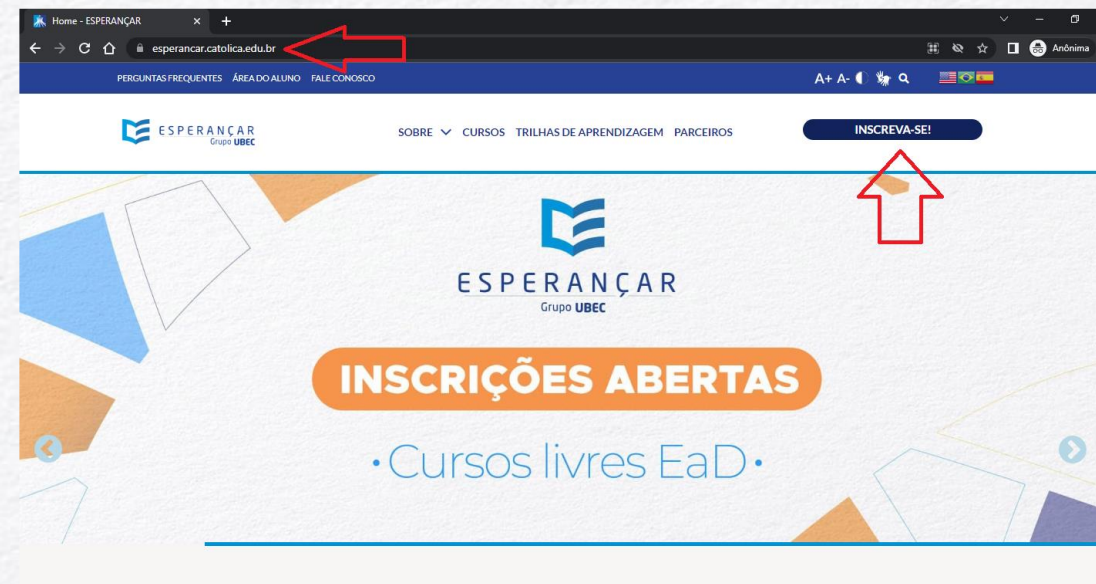 Home - ESPERANÇAR
esperancar.catolica.edu.br
Anônima
PERGUNTAS FREQUENTES ÁREA DO ALUNO FALE CONOSCO
A+ A-
ESPERANÇAR
Grupo UBEC
SOBRE CURSOS TRILHAS DE APRENDIZAGEM PARCEIROS
INSCREVA-SE!
ESPERANÇAR
Grupo UBEC
INSCRIÇÕES ABERTAS
•Cursos livres EaD•